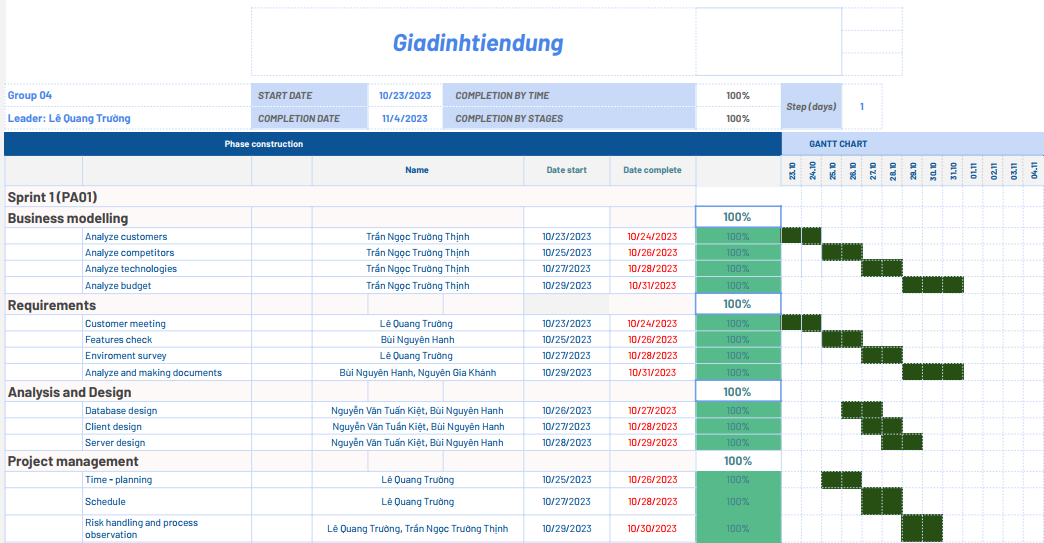 Giadinhtiendung
Group 04 START DATE 10/23/2023 COMPLETION BY TIME 100% Step (days) 1
Leader: Lê Quang Trường COMPLETION DATE 11/4/2023 COMPLETION BY STAGES 100%
Phase construction GANTT CHART
Name Date start Date complete 23.10 24.10 25.10 26.10 27.10 28.10 29.10 30.10 31.10 01.11 02.11 03.11 04.11
Sprint 1 (PA01)
Business modelling 100%
Analyze customers Trần Ngọc Trường Thịnh 10/23/2023 10/24/2023 100%
Analyze competitors Trần Ngọc Trường Thịnh 10/25/2023 10/26/2023 100%
Analyze technologies Trần Ngọc Trường Thịnh 10/27/2023 10/28/2023 100%
Analyze budget Trần Ngọc Trường Thịnh 10/29/2023 10/31/2023 100%
Requirements 100%
Customer meeting Lê Quang Trường 10/23/2023 10/24/2023 100%
Features check Bùi Nguyên Hanh 10/25/2023 10/26/2023 100%
Enviroment survey Lê Quang Trường 10/27/2023 10/28/2023 100%
Analyze and making documents Bùi Nguyên Hanh, Nguyên Gia Khánh 10/29/2023 10/31/2023 100%
Analysis and Design 100%
Database design Nguyễn Văn Tuấn Kiệt, Bùi Nguyên Hanh 10/26/2023 10/27/2023 100%
Client design Nguyễn Văn Tuấn Kiệt, Bùi Nguyên Hanh 10/27/2023 10/28/2023 100%
Server design Nguyễn Văn Tuấn Kiệt, Bùi Nguyên Hanh 10/28/2023 10/29/2023 100%
Project management 100%
Time - planning Lê Quang Trường 10/25/2023 10/26/2023 100%
Schedule Lê Quang Trường 10/27/2023 10/28/2023 100%
Risk handling and process
observation Lê Quang Trường, Trần Ngọc Trường Thịnh 10/29/2023 10/30/2023 100%